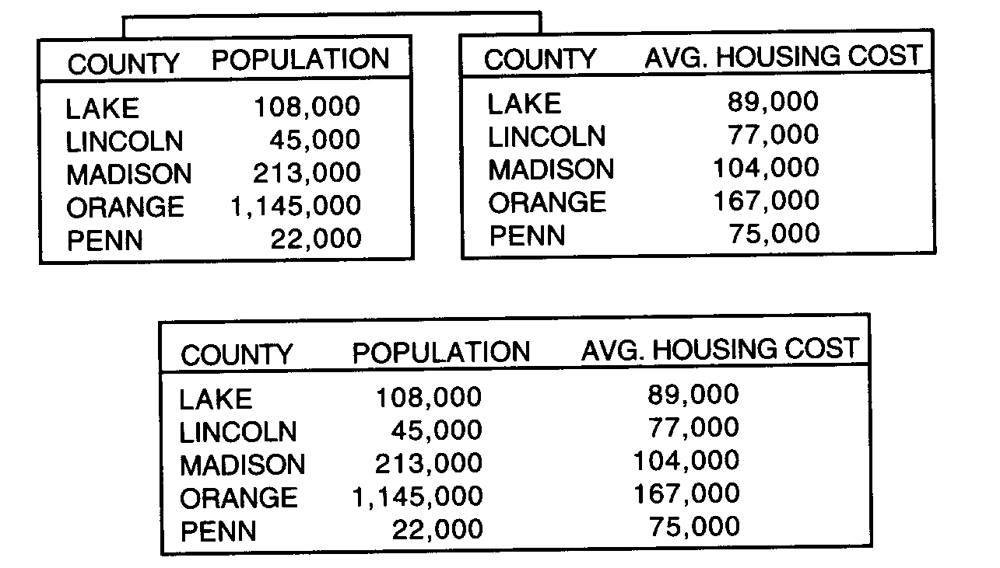 COUNTY POPULATION
LAKE 108,000
LINCOLN 45,000
MADISON 213,000
ORANGE 1,145,000
PENN 22,000
COUNTY AVG. HOUSING COST
LAKE 89,000
LINCOLN 77,000
MADISON 104,000
ORANGE 167,000
PENN 75,000
COUNTY POPULATION AVG. HOUSING COST
LAKE 108,000 89,000
LINCOLN 45,000 77,000
MADISON 213,000 104,000
ORANGE 1,145,000 167,000
PENN 22,000 75,000